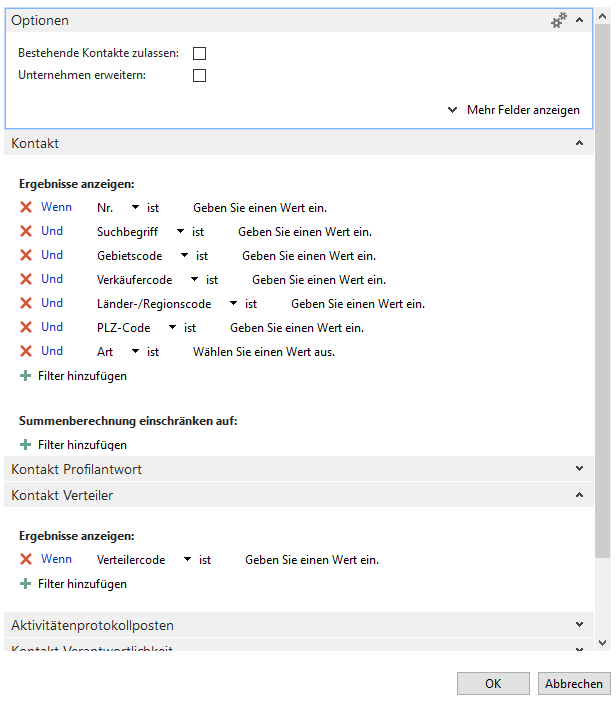 Optionen
Bestehende Kontakte zulassen:
Unternehmen erweitern:
Mehr Felder anzeigen
Kontakt
Ergebnisse anzeigen:
Wenn Nr. ist Geben Sie einen Wert ein.
Und Suchbegriff ist Geben Sie einen Wert ein.
Und Gebietscode ist Geben Sie einen Wert ein.
Und Verkäufercode ist Geben Sie einen Wert ein.
Und Länder-/Regionscode ist Geben Sie einen Wert ein.
Und PLZ-Code ist Geben Sie einen Wert ein.
Und Art ist Wählen Sie einen Wert aus.
Filter hinzufügen
Summenberechnung einschränken auf:
Filter hinzufügen
Kontakt Profilantwort
Kontakt Verteiler
Ergebnisse anzeigen:
Wenn Verteilercode ist Geben Sie einen Wert ein.
Filter hinzufügen
Aktivitätenprotokollposten
Kontakt Verantwortlichkeit
OK Abbrechen